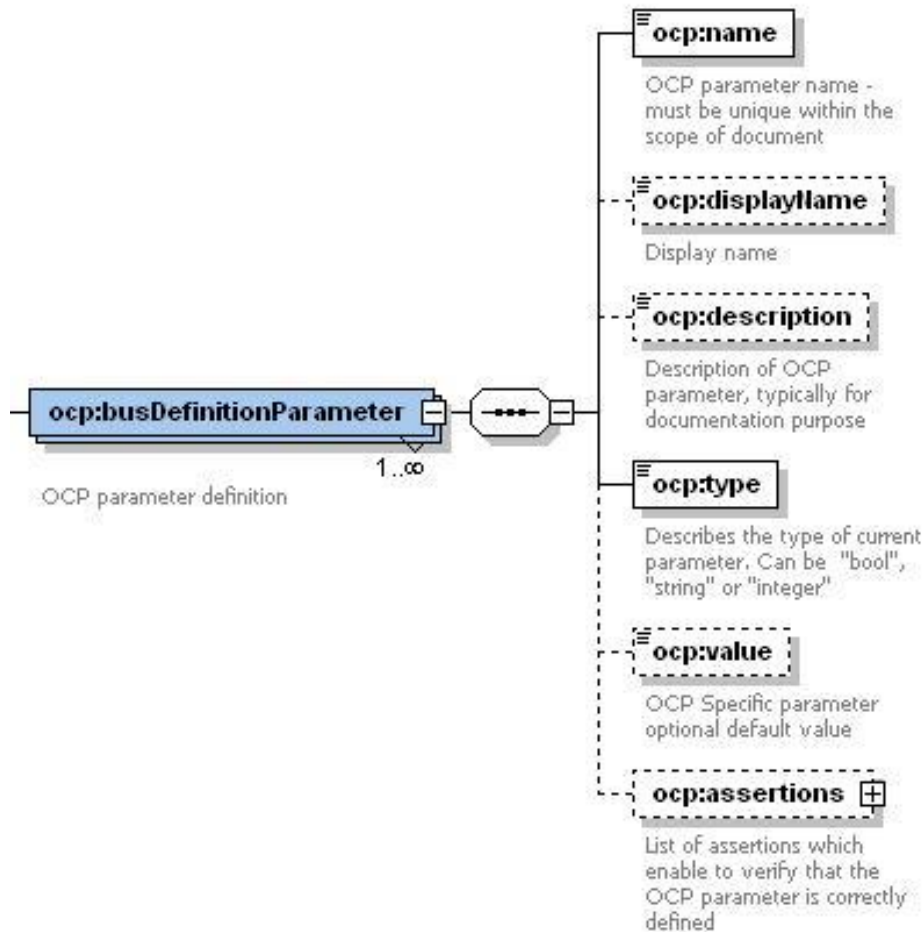 ocp:name
OCP parameter name -
must be unique within the
scope of document
ocp:displayName
Display name
ocp:description
Description of OCP
parameter, typically for
documentation purpose
ocp:busDefinitionParameter
1..∞
OCP parameter definition
ocp:type
Describes the type of current
parameter. Can be "bool",
"string" or "integer"
ocp:value
OCP Specific parameter
optional default value
ocp:assertions
List of assertions which
enable to verify that the
OCP parameter is correctly
defined